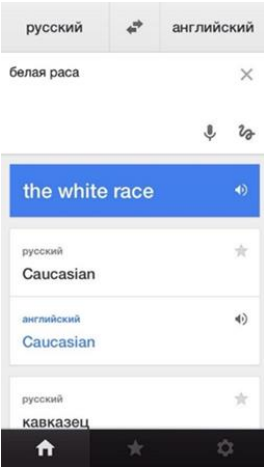 русский английский
белая раса
the white race
русский
Caucasian
английский
Caucasian
русский
кавказец